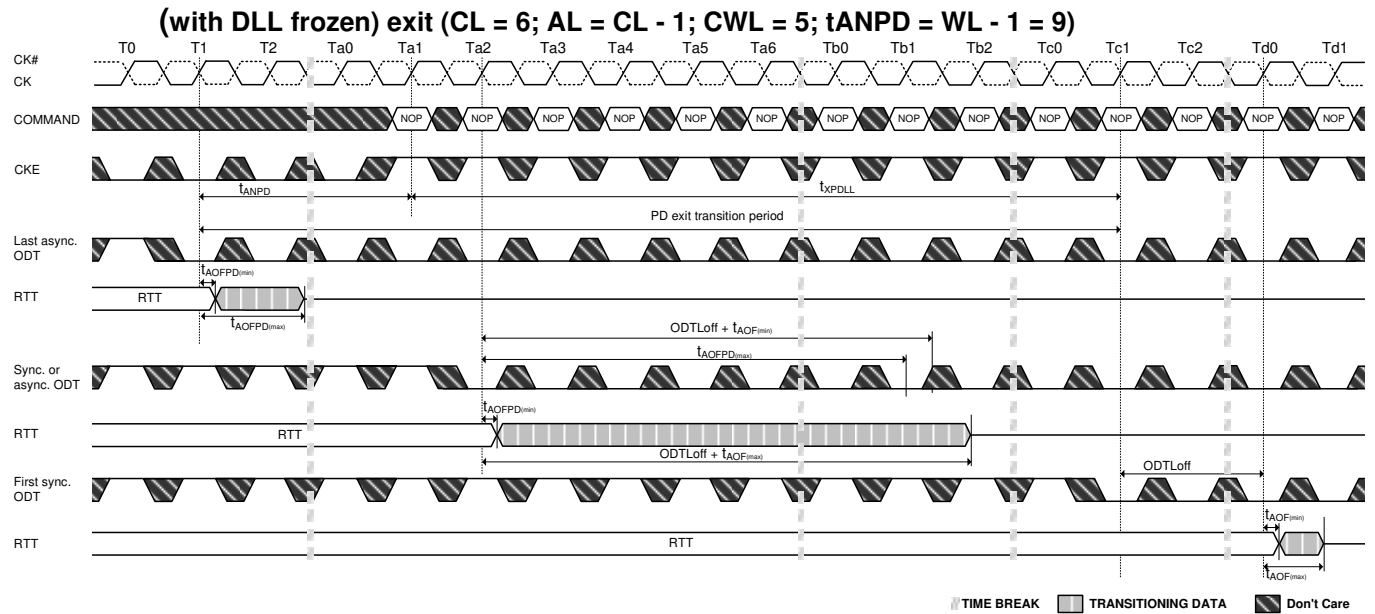 (with DLL frozen) exit (CL = 6; AL = CL - 1; CWL = 5; tANPD = WL - 1 = 9)
T0 T1 T2 Ta0 Ta1 Ta2 Ta3 Ta4 Ta5 Ta6 Tb0 Tb1 Tb2 Tc0 Tc1 Tc2 Td0 Td1
CK#
CK
COMMAND NOP NOP NOP NOP NOP NOP NOP NOP NOP NOP NOP NOP NOP NOP
CKE
tANPD tXPDLL
PD exit transition period
Last async.
ODT
tAOFPD(min)
RTT RTT
tAOFPD(max)
ODTLoff + tAOF(min)
tAOFPD(max)
Sync. or
async. ODT
tAOFPD(min)
RTT RTT
ODTLoff + tAOF(max)
ODTLoff
First sync.
ODT
tAOF(min)
RTT RTT
tAOF(max)
TIME BREAK TRANSITIONING DATA Don't Care